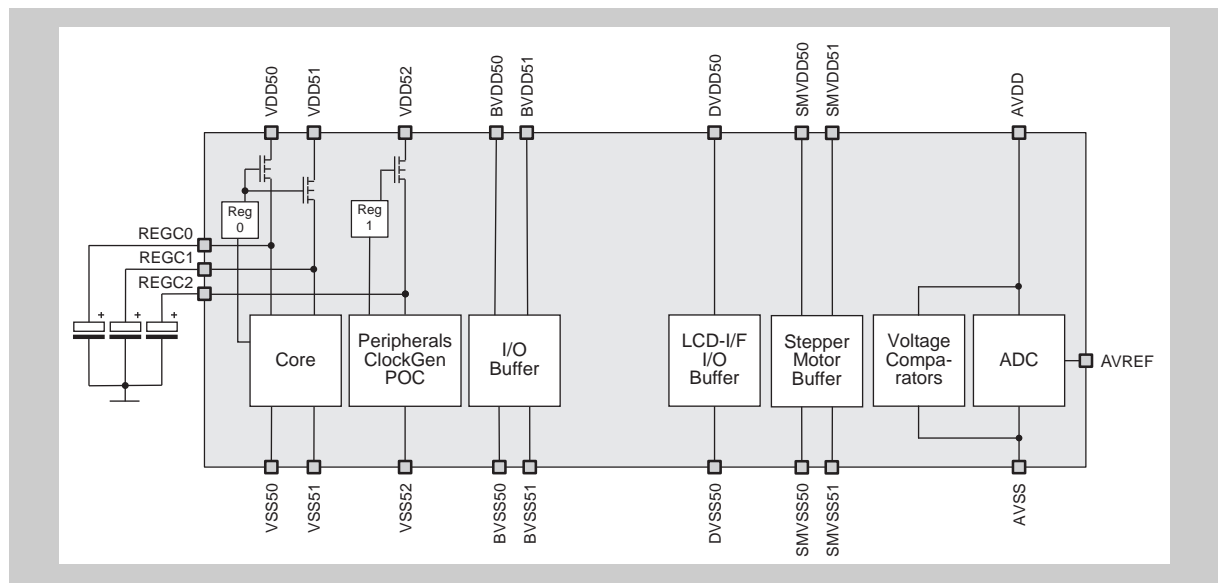 VDD50
VDD51
VDD52
BVDD50
BVDD51
DVDD50
SMVDD50
SMVDD51
AVDD
Reg
0
Reg
1
REGC0
REGC1
REGC2
+
+
+
Core
Peripherals
ClockGen
POC
I/O
Buffer
LCD-I/F
I/O
Buffer
Stepper
Motor
Buffer
Voltage
Compa-
rators
ADC
AVREF
VSS50
VSS51
VSS52
BVSS50
BVSS51
DVSS50
SMVSS50
SMVSS51
AVSS